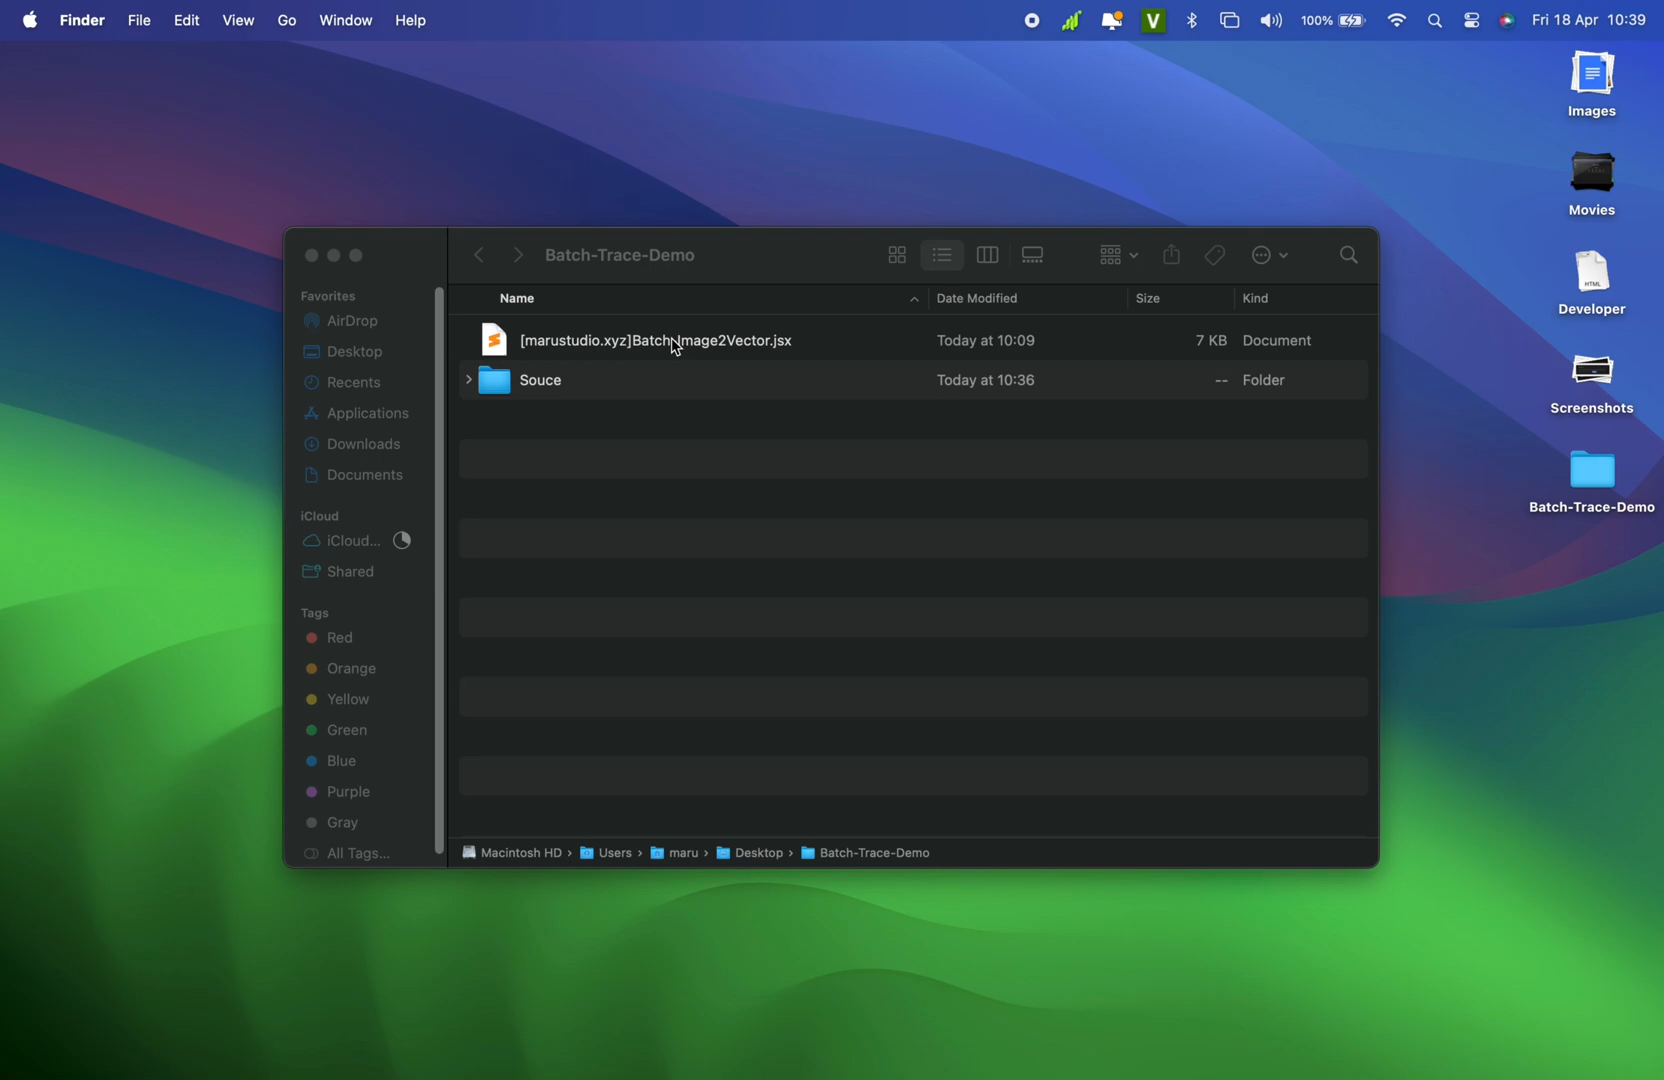 Finder File Edit View Go Window Help V 100% Fri 18 Apr 10:39
Images
Movies
HTML
Developer
Screenshots
Batch-Trace-Demo
Batch-Trace-Demo
Favorites
AirDrop
Desktop
Recents
Applications
Downloads
Documents
iCloud
iCloud...
Shared
Tags
Red
Orange
Yellow
Green
Blue
Purple
Gray
All Tags...
Name Date Modified Size Kind
[marustudio.xyz]Batch-Image2Vector.jsx Today at 10:09 7 KB Document
Souce Today at 10:36 -- Folder
Macintosh HD › Users › maru › Desktop › Batch-Trace-Demo